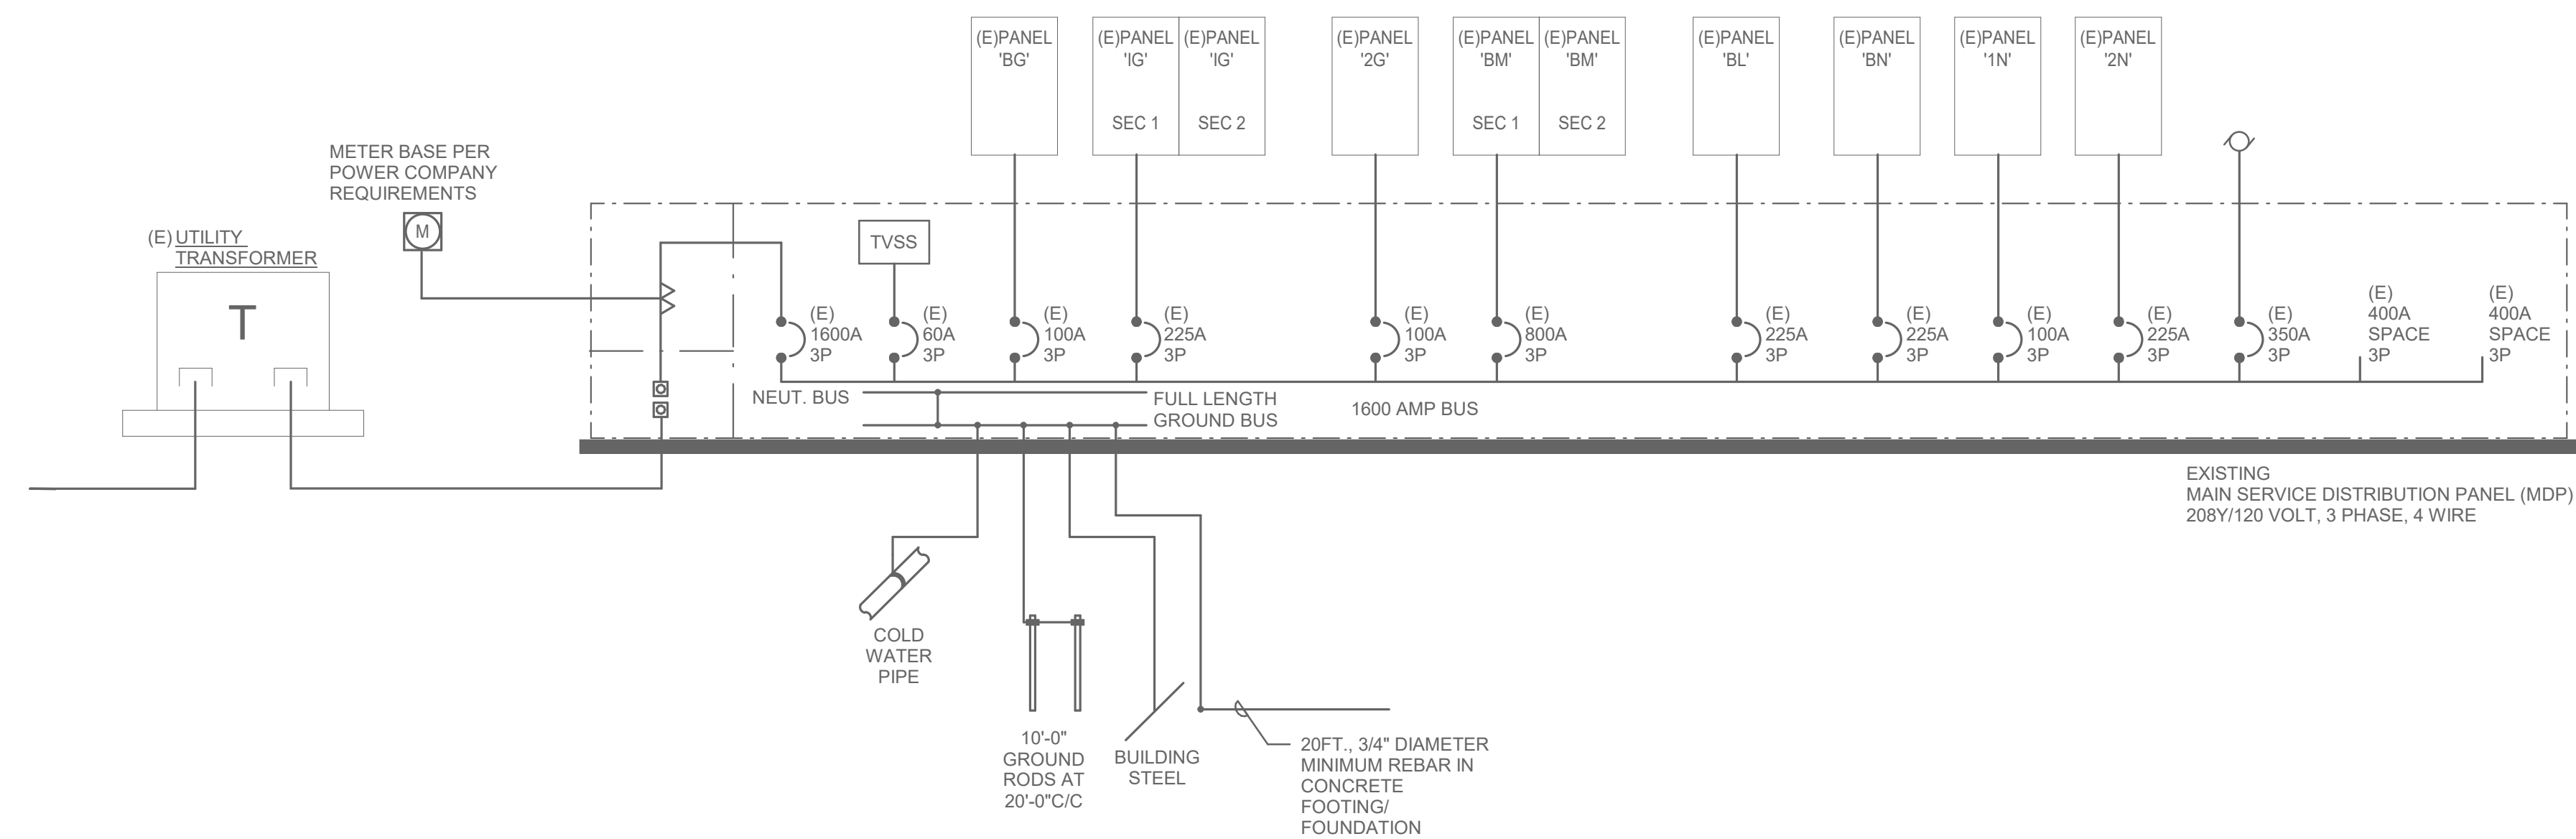 (E)PANEL
'BG'
(E)PANEL
'IG'
SEC 1
(E)PANEL
'IG'
SEC 2
(E)PANEL
'2G'
(E)PANEL
'BM'
SEC 1
(E)PANEL
'BM'
SEC 2
(E)PANEL
'BL'
(E)PANEL
'BN'
(E)PANEL
'1N'
(E)PANEL
'2N'
METER BASE PER
POWER COMPANY
REQUIREMENTS
M
(E) UTILITY
TRANSFORMER
T
TVSS
(E)
1600A
3P
(E)
60A
3P
(E)
100A
3P
(E)
225A
3P
(E)
100A
3P
(E)
800A
3P
(E)
225A
3P
(E)
225A
3P
(E)
100A
3P
(E)
225A
3P
(E)
350A
3P
(E)
400A
SPACE
3P
(E)
400A
SPACE
3P
NEUT. BUS
FULL LENGTH
GROUND BUS
1600 AMP BUS
EXISTING
MAIN SERVICE DISTRIBUTION PANEL (MDP)
208Y/120 VOLT, 3 PHASE, 4 WIRE
COLD
WATER
PIPE
10'-0"
GROUND
RODS AT
20'-0"C/C
BUILDING
STEEL
20FT., 3/4" DIAMETER
MINIMUM REBAR IN
CONCRETE
FOOTING/
FOUNDATION